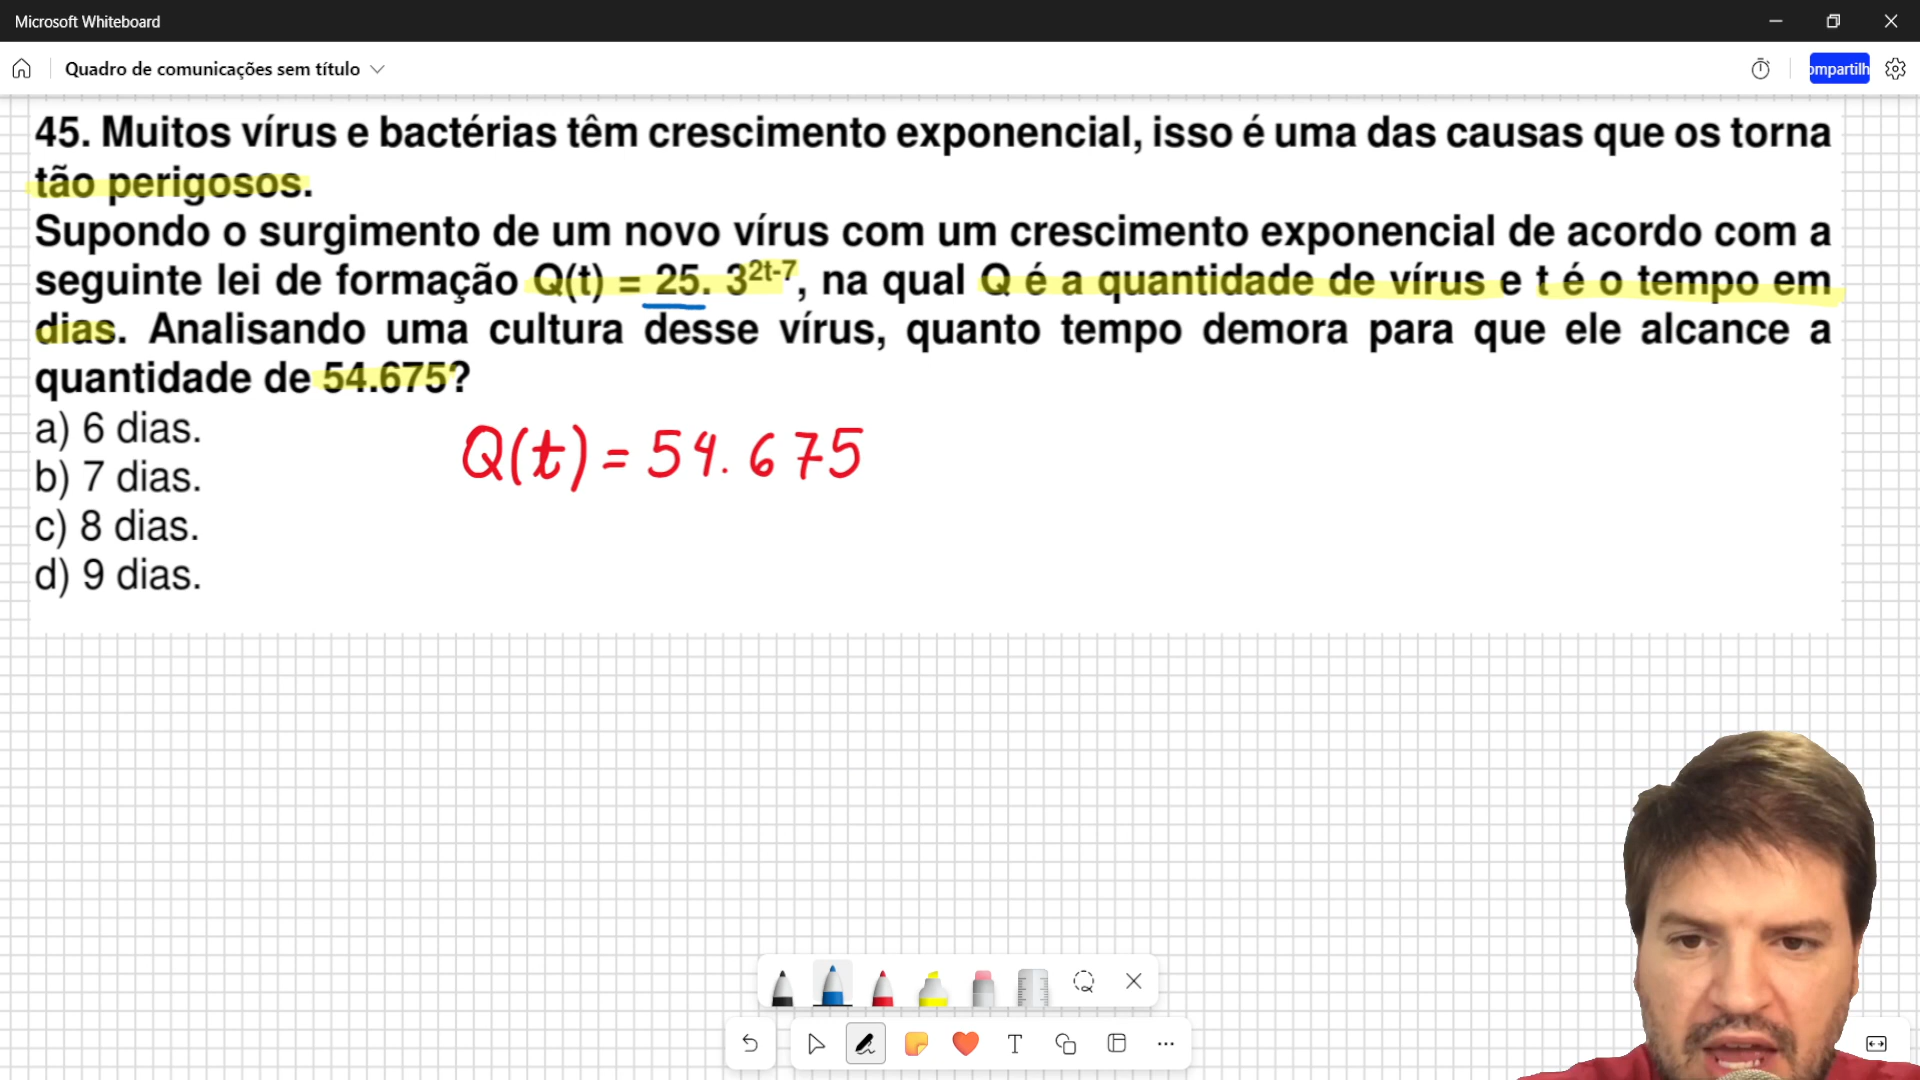 Microsoft Whiteboard
Quadro de comunicações sem título
ompartilh
45. Muitos vírus e bactérias têm crescimento exponencial, isso é uma das causas que os torna
tão perigosos.
Supondo o surgimento de um novo vírus com um crescimento exponencial de acordo com a
seguinte lei de formação Q(t) = 25. 3^{2t-7}, na qual Q é a quantidade de vírus e t é o tempo em
dias. Analisando uma cultura desse vírus, quanto tempo demora para que ele alcance a
quantidade de 54.675?
a) 6 dias.
b) 7 dias.
c) 8 dias.
d) 9 dias.
Q(t) = 54.675